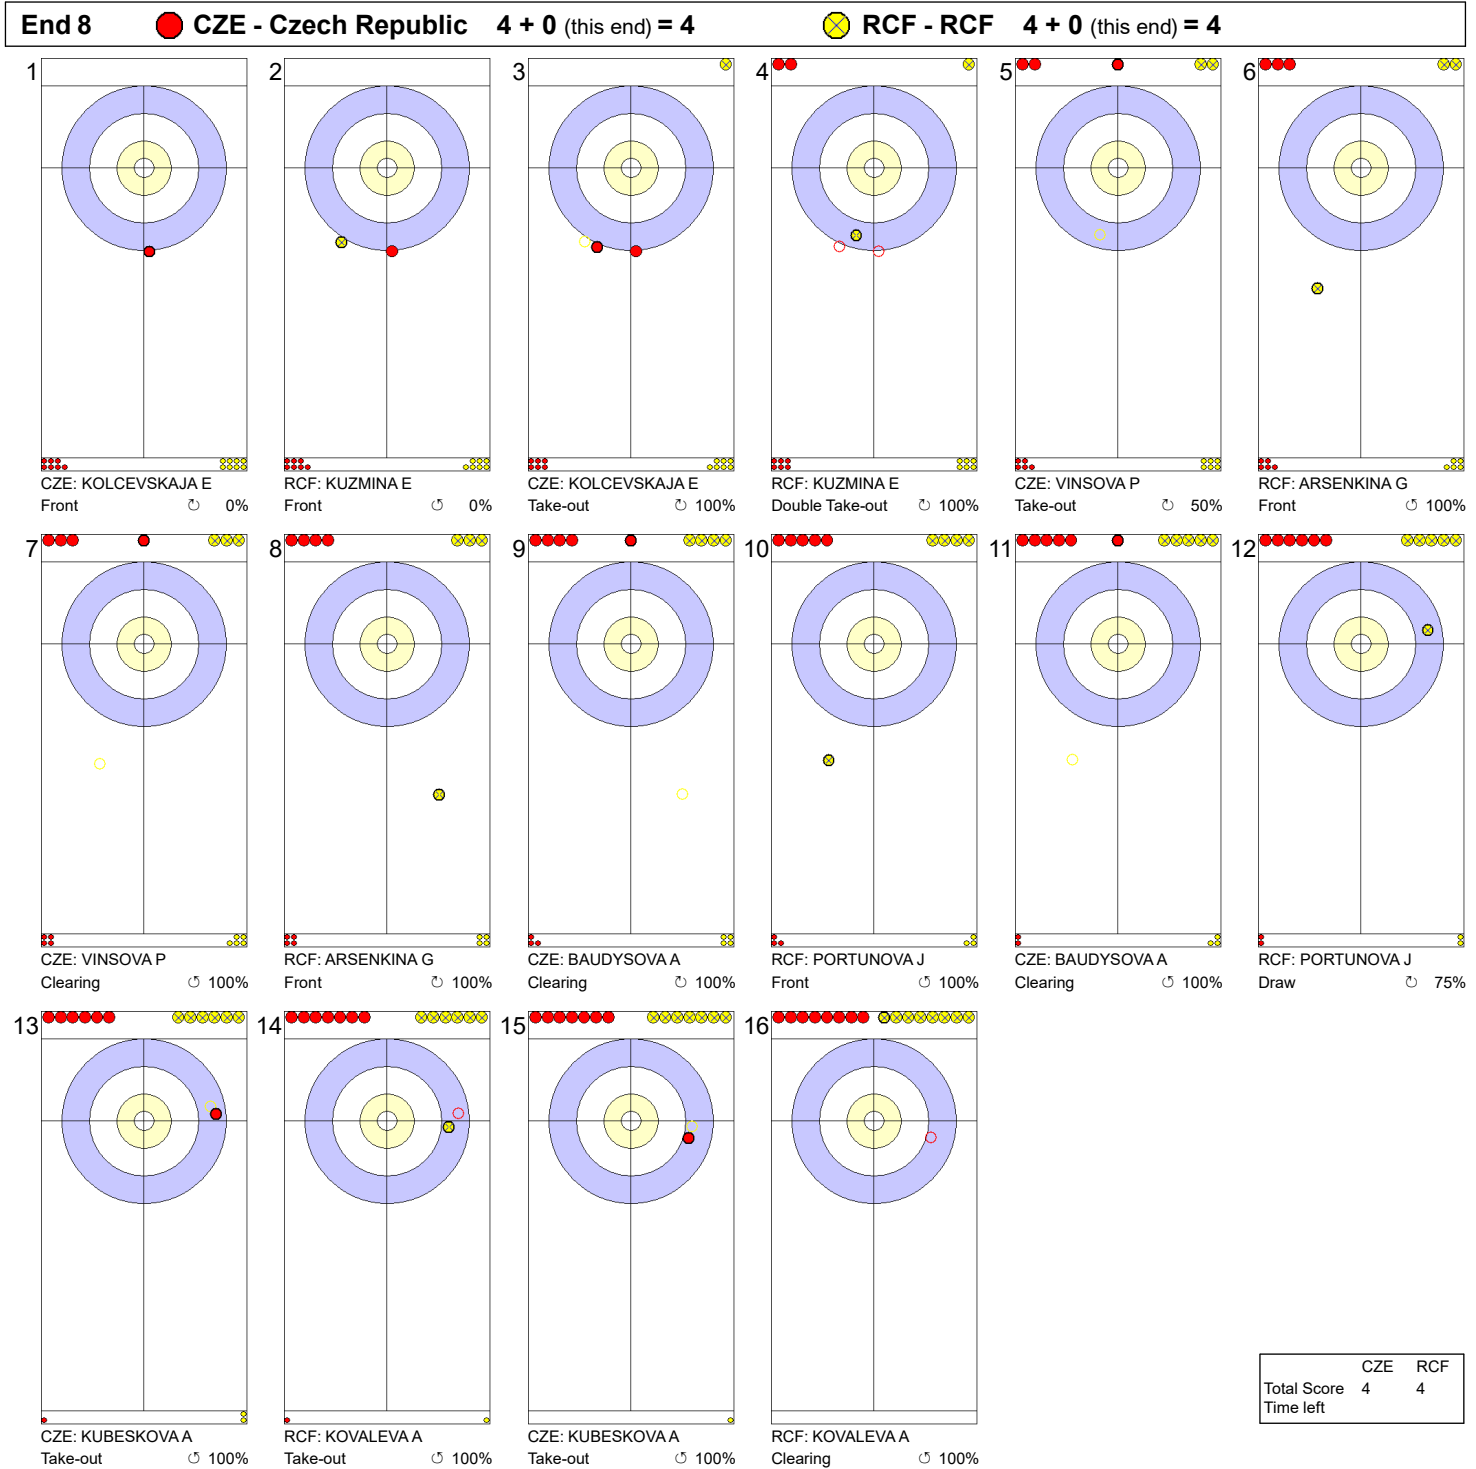 End 8 CZE - Czech Republic 4 + 0 (this end) = 4 RCF - RCF 4 + 0 (this end) = 4
1 2 3 4 5 6
CZE: KOLCEVSKAJA E RCF: KUZMINA E CZE: KOLCEVSKAJA E RCF: KUZMINA E CZE: VINSOVA P RCF: ARSENKINA G
Front ↻ 0% Front ↺ 0% Take-out ↺ 100% Double Take-out ↻ 100% Take-out ↻ 50% Front ↺ 100%
7 8 9 10 11 12
CZE: VINSOVA P RCF: ARSENKINA G CZE: BAUDYSOVA A RCF: PORTUNOVA J CZE: BAUDYSOVA A RCF: PORTUNOVA J
Clearing ↺ 100% Front ↺ 100% Clearing ↻ 100% Front ↺ 100% Clearing ↺ 100% Draw ↺ 75%
13 14 15 16
CZE: KUBESKOVA A RCF: KOVALEVA A CZE: KUBESKOVA A RCF: KOVALEVA A
Take-out ↺ 100% Take-out ↺ 100% Take-out ↺ 100% Clearing ↺ 100%
CZE RCF
Total Score 4 4
Time left